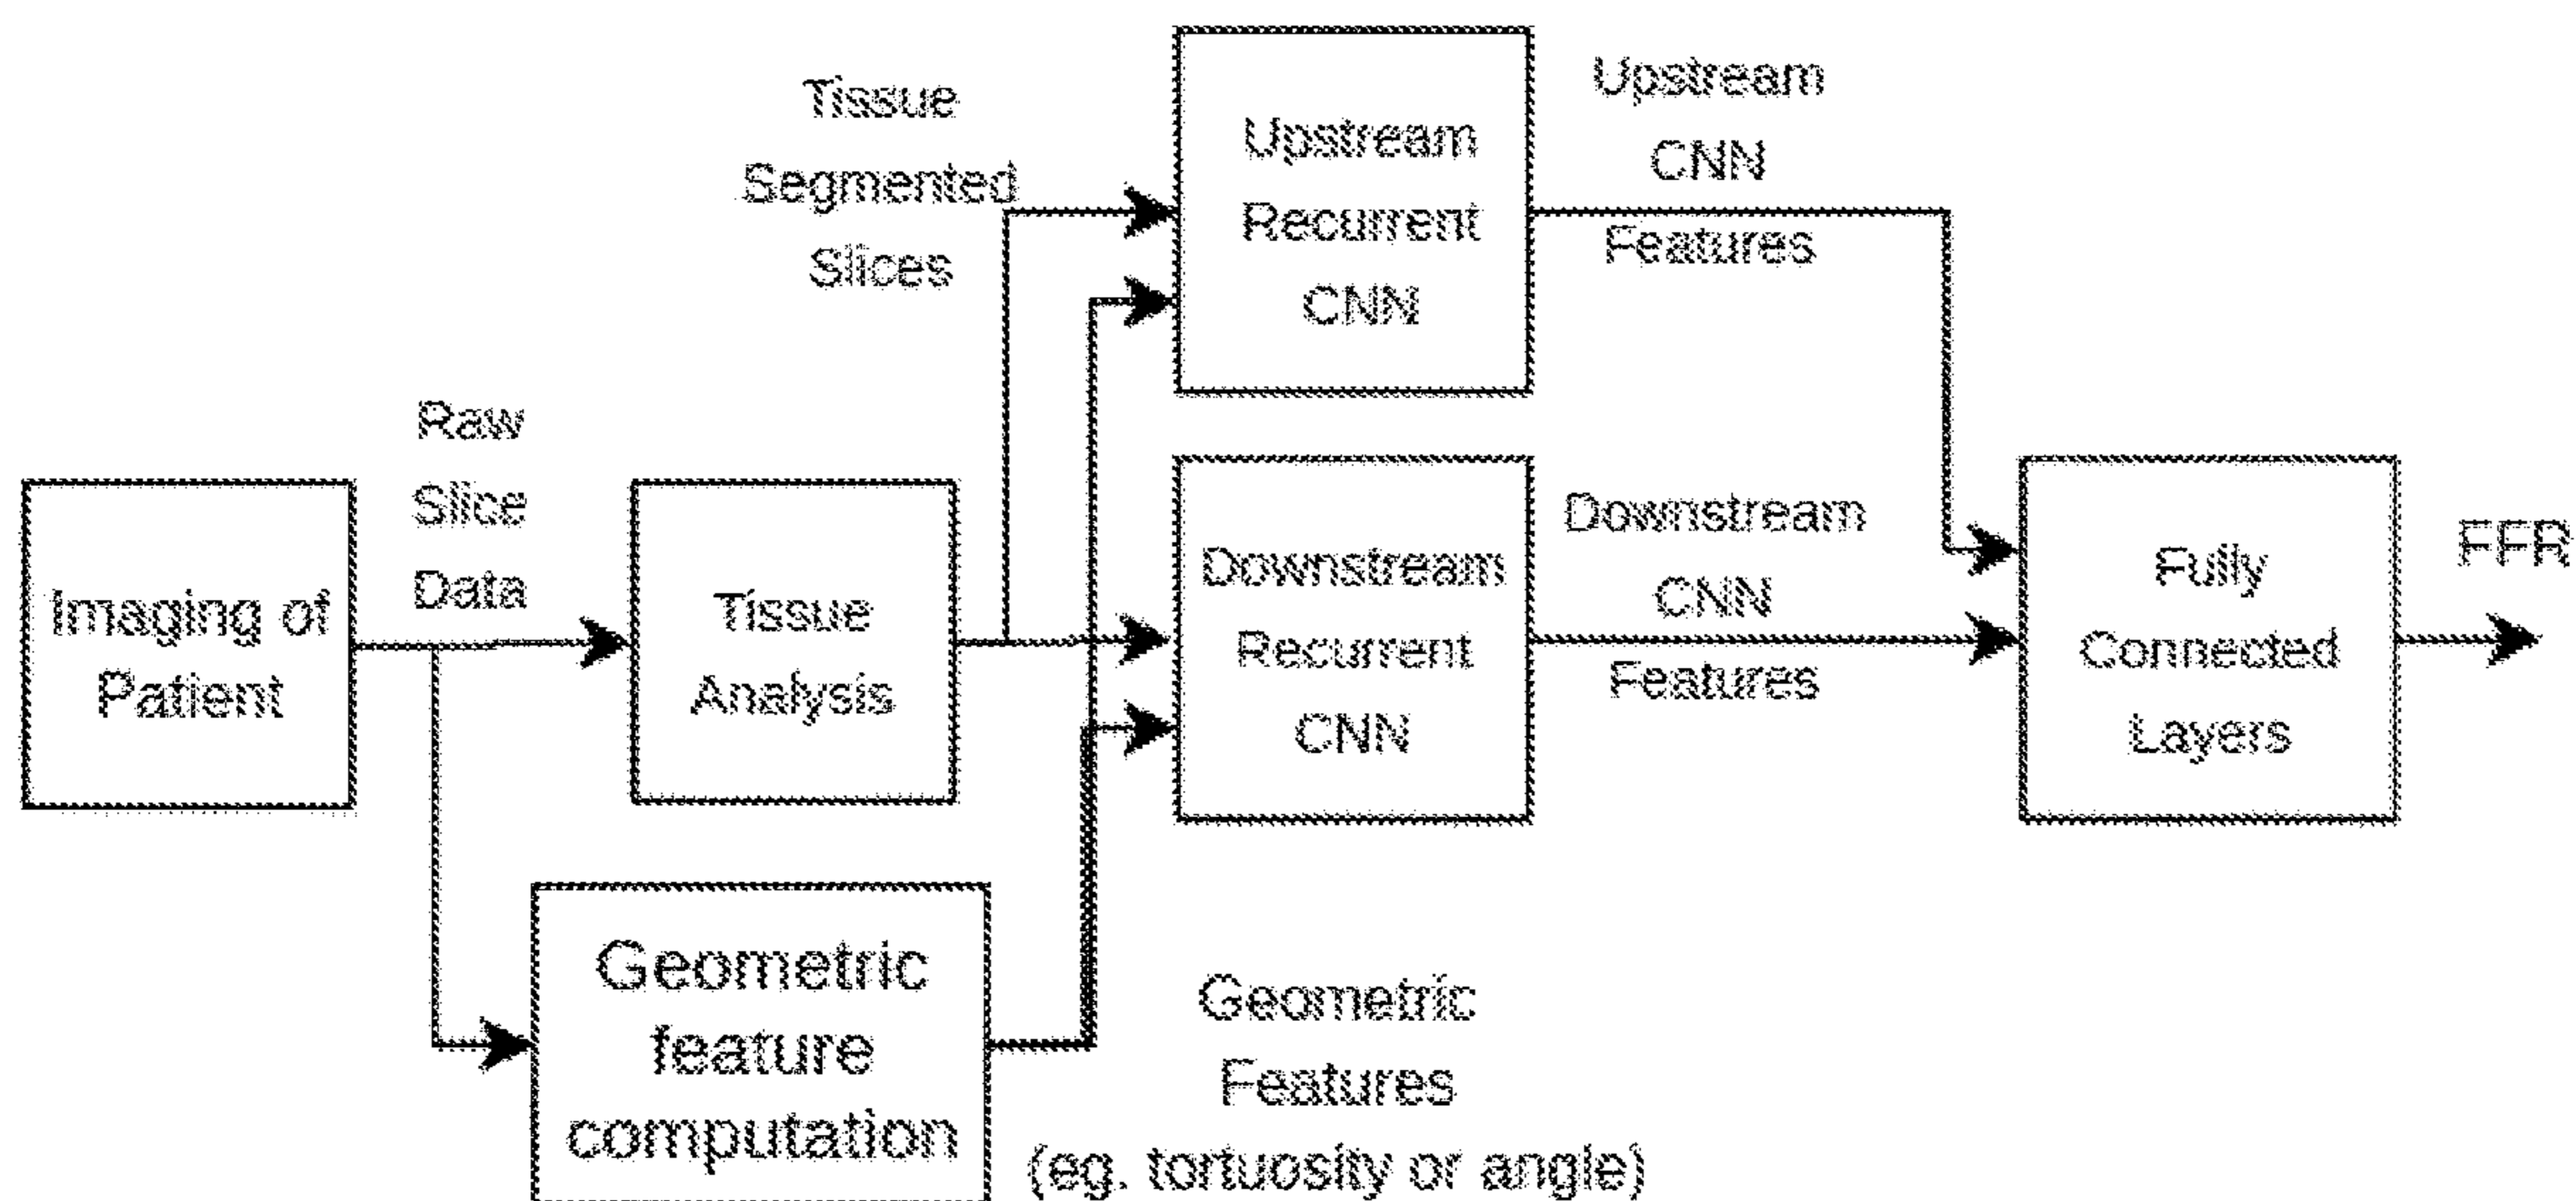 Imaging of
Patient
Raw
Slice
Data
Tissue
Analysis
Geometric
feature
computation
Tissue
Segmented
Slices
Geometric
Features
(eg. tortuosity or angle)
Upstream
Recurrent
CNN
Downstream
Recurrent
CNN
Upstream
CNN
Features
Downstream
CNN
Features
Fully
Connected
Layers
FFR